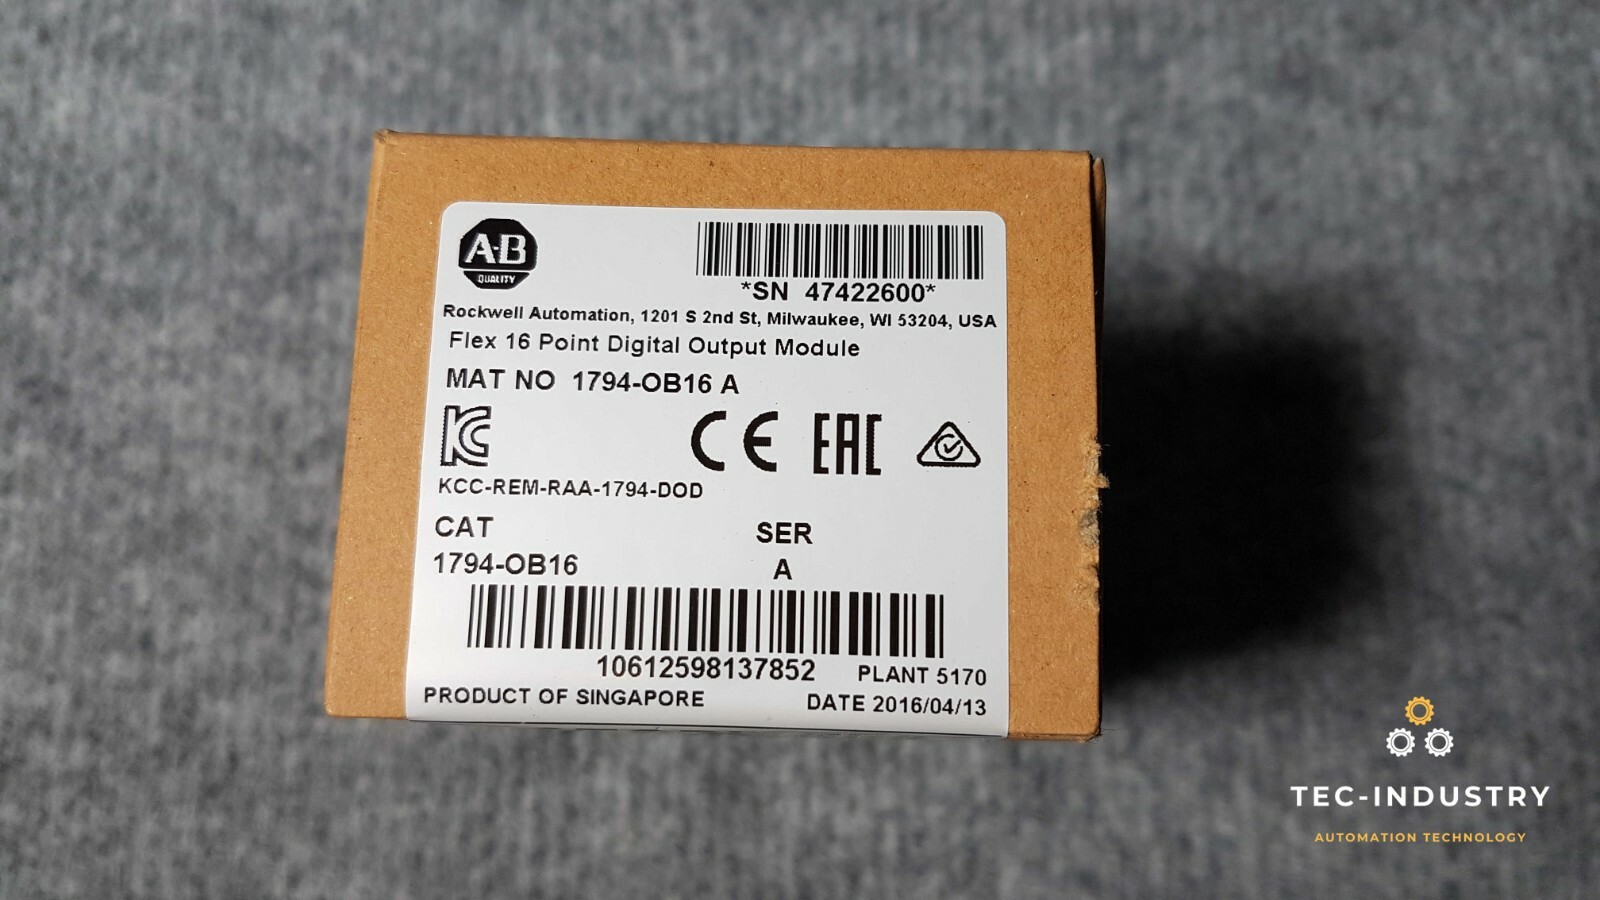 A-B
QUALITY
*SN 47422600*
Rockwell Automation, 1201 S 2nd St, Milwaukee, WI 53204, USA
Flex 16 Point Digital Output Module
MAT NO 1794-OB16 A
KC
CE
EAC
KCC-REM-RAA-1794-DOD
CAT
SER
1794-OB16
A
10612598137852
PLANT 5170
PRODUCT OF SINGAPORE
DATE 2016/04/13
TEC-INDUSTRY
AUTOMATION TECHNOLOGY